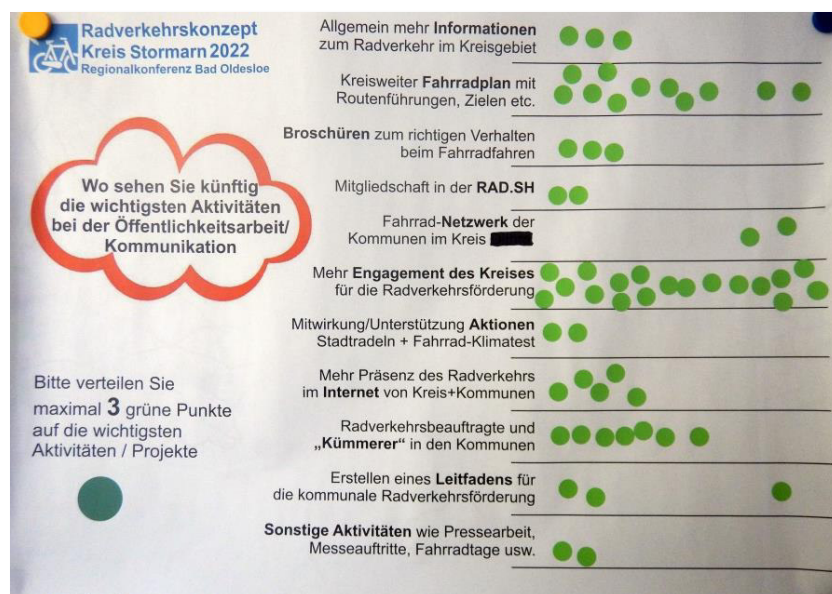 Radverkehrskonzept
Kreis Stormarn 2022
Regionalkonferenz Bad Oldesloe
Wo sehen Sie künftig
die wichtigsten Aktivitäten
bei der Öffentlichkeitsarbeit/
Kommunikation
Bitte verteilen Sie
maximal 3 grüne Punkte
auf die wichtigsten
Aktivitäten / Projekte
Allgemein mehr Informationen
zum Radverkehr im Kreisgebiet
Kreisweiter Fahrradplan mit
Routenführungen, Zielen etc.
Broschüren zum richtigen Verhalten
beim Fahrradfahren
Mitgliedschaft in der RAD.SH
Fahrrad-Netzwerk der
Kommunen im Kreis
Mehr Engagement des Kreises
für die Radverkehrsförderung
Mitwirkung/Unterstützung Aktionen
Stadtradeln + Fahrrad-Klimatest
Mehr Präsenz des Radverkehrs
im Internet von Kreis+Kommunen
Radverkehrsbeauftragte und
„Kümmerer“ in den Kommunen
Erstellen eines Leitfadens für
die kommunale Radverkehrsförderung
Sonstige Aktivitäten wie Pressearbeit,
Messeauftritte, Fahrradtage usw.